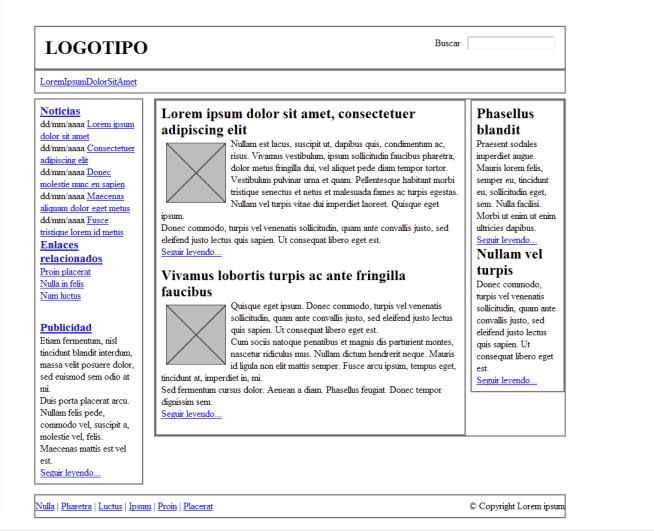 LOGOTIPO
Buscar
LoremIpsumDolorSitAmet
Noticias
dd/mm/aaaa Lorem ipsum
dolor sit amet
dd/mm/aaaa Consectetuer
adipiscing elit
dd/mm/aaaa Donec
molestie nunc eu sapien
dd/mm/aaaa Maecenas
aliquam dolor eget metus
dd/mm/aaaa Fusce
tristique lorem id metus
Enlaces
relacionados
Proin placerat
Nulla in felis
Nam luctus
Publicidad
Etiam fermentum, nisl
tincidunt blandit interdum,
massa velit posuere dolor,
sed euismod sem odio at
mi.
Duis porta placerat arcu.
Nullam felis pede,
commodo vel, suscipit a,
molestie vel, felis.
Maecenas mattis est vel
est.
Seguir leyendo...
Lorem ipsum dolor sit amet, consectetuer
adipiscing elit
Nullam est lacus, suscipit ut, dapibus quis, condimentum ac,
risus. Vivamus vestibulum, ipsum sollicitudin faucibus pharetra,
dolor metus fringilla dui, vel aliquet pede diam tempor tortor.
Vestibulum pulvinar urna et quam. Pellentesque habitant morbi
tristique senectus et netus et malesuada fames ac turpis egestas.
Nullam vel turpis vitae dui imperdiet laoreet. Quisque eget
ipsum.
Donec commodo, turpis vel venenatis sollicitudin, quam ante convallis justo, sed
eleifend justo lectus quis sapien. Ut consequat libero eget est.
Seguir leyendo...
Vivamus lobortis turpis ac ante fringilla
faucibus
Quisque eget ipsum. Donec commodo, turpis vel venenatis
sollicitudin, quam ante convallis justo, sed eleifend justo lectus
quis sapien. Ut consequat libero eget est.
Cum sociis natoque penatibus et magnis dis parturient montes,
nascetur ridiculus mus. Nullam dictum hendrerit neque. Mauris
id ligula non elit mattis semper. Fusce arcu ipsum, tempus eget,
tincidunt at, imperdiet in, mi.
Sed fermentum cursus dolor. Aenean a diam. Phasellus feugiat. Donec tempor
dignissim sem.
Seguir leyendo...
Phasellus
blandit
Praesent sodales
imperdiet augue.
Mauris lorem felis,
semper eu, tincidunt
eu, sollicitudin eget,
sem. Nulla facilisi.
Morbi ut enim ut enim
ultricies dapibus.
Seguir leyendo...
Nullam vel
turpis
Donec commodo,
turpis vel venenatis
sollicitudin, quam ante
convallis justo, sed
eleifend justo lectus
quis sapien. Ut
consequat libero eget
est.
Seguir leyendo...
Nulla | Pharetra | Luctus | Ipsum | Proin | Placerat
© Copyright Lorem ipsum